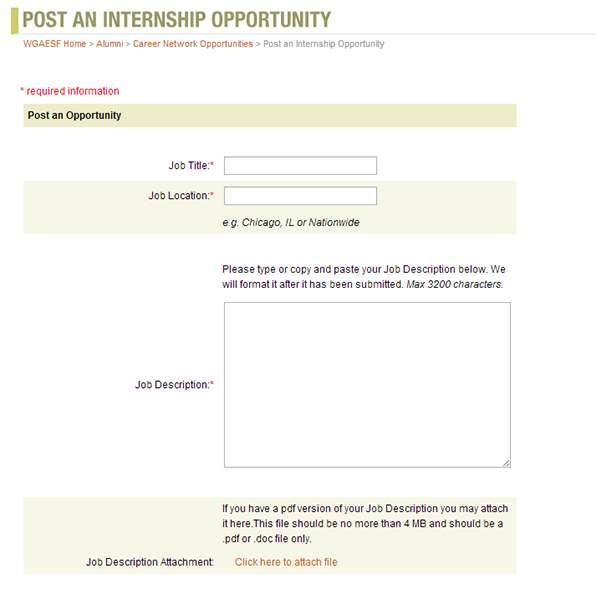 POST AN INTERNSHIP OPPORTUNITY
WGAESF Home > Alumni > Career Network Opportunities > Post an Internship Opportunity
* required information
Post an Opportunity
Job Title:*
Job Location:*
e.g. Chicago, IL or Nationwide
Please type or copy and paste your Job Description below. We
will format it after it has been submitted. Max 3200 characters.
Job Description:*
If you have a pdf version of your Job Description you may attach
it here.This file should be no more than 4 MB and should be a
.pdf or .doc file only.
Job Description Attachment: Click here to attach file